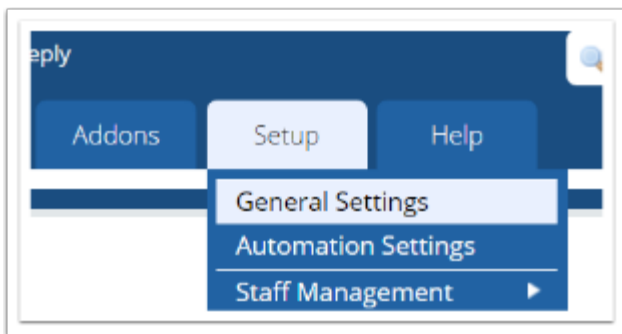 eply
Addons Setup Help
General Settings
Automation Settings
Staff Management